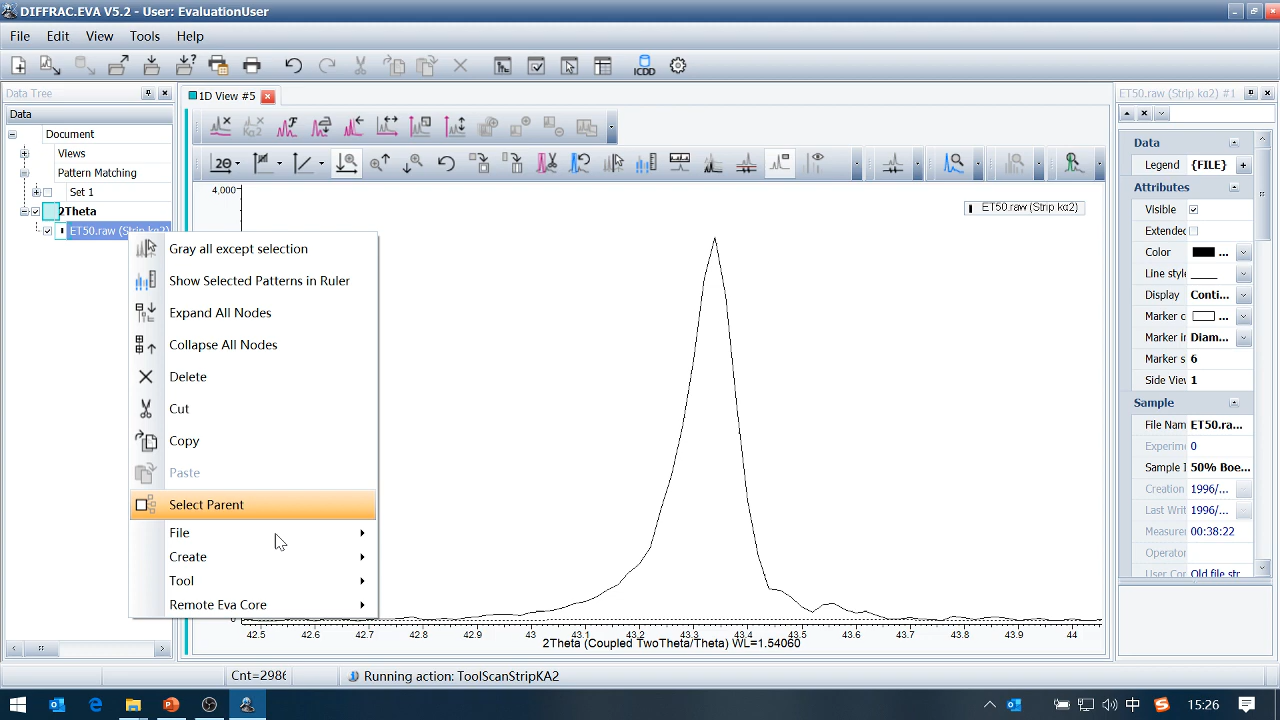 DIFFRAC.EVA V5.2 - User: EvaluationUser
File Edit View Tools Help
ICDD
Data Tree
Data
Document
Views
Pattern Matching
Set 1
2Theta
ET50.raw (Strip kα2)
Gray all except selection
Show Selected Patterns in Ruler
Expand All Nodes
Collapse All Nodes
Delete
Cut
Copy
Paste
Select Parent
File
Create
Tool
Remote Eva Core
1D View #5
Kα2
2θ
4,000
ET50.raw (Strip kα2)
0
42.5 42.6 42.7 42.8 42.9 43 43.1 43.2 43.3 43.4 43.5 43.6 43.7 43.8 43.9 44
2Theta (Coupled TwoTheta/Theta) WL=1.54060
ET50.raw (Strip kα2) #1
Data
Legend {FILE}
Attributes
Visible
Extended
Color ...
Line style
Display Conti...
Marker c ...
Marker in Diam...
Marker s 6
Side View 1
Sample
File Name ET50.ra...
Experime 0
Sample I 50% Boe...
Creation 1996/...
Last Writ 1996/...
Measurer 00:38:22
Operator
User Cor Old file str
Cnt=2986
Running action: ToolScanStripKA2
中
15:26